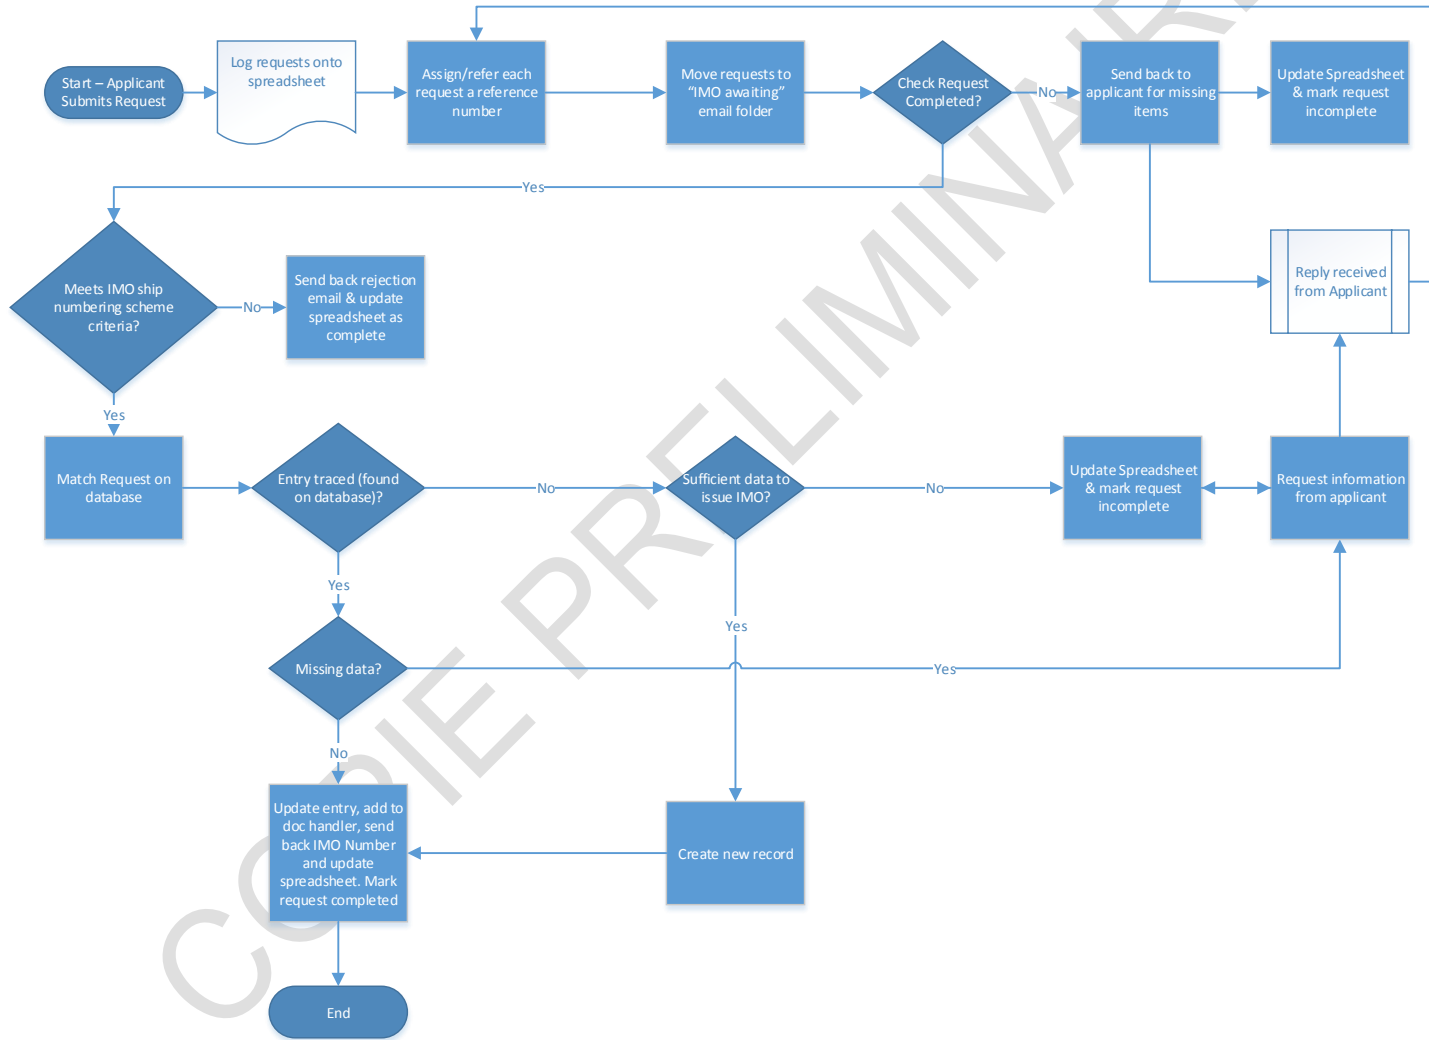 Start – Applicant
Submits Request
Log requests onto
spreadsheet
Assign/refer each
request a reference
number
Move requests to
“IMO awaiting”
email folder
Check Request
Completed?
No
Send back to
applicant for missing
items
Update Spreadsheet
& mark request
incomplete
Yes
Meets IMO ship
numbering scheme
criteria?
No
Send back rejection
email & update
spreadsheet as
complete
Reply received
from Applicant
Yes
Match Request on
database
Entry traced (found
on database)?
No
Sufficient data to
issue IMO?
No
Update Spreadsheet
& mark request
incomplete
Request information
from applicant
Yes
Yes
Missing data?
Yes
No
Update entry, add to
doc handler, send
back IMO Number
and update
spreadsheet. Mark
request completed
Create new record
End
COPIE PRELIMINAR